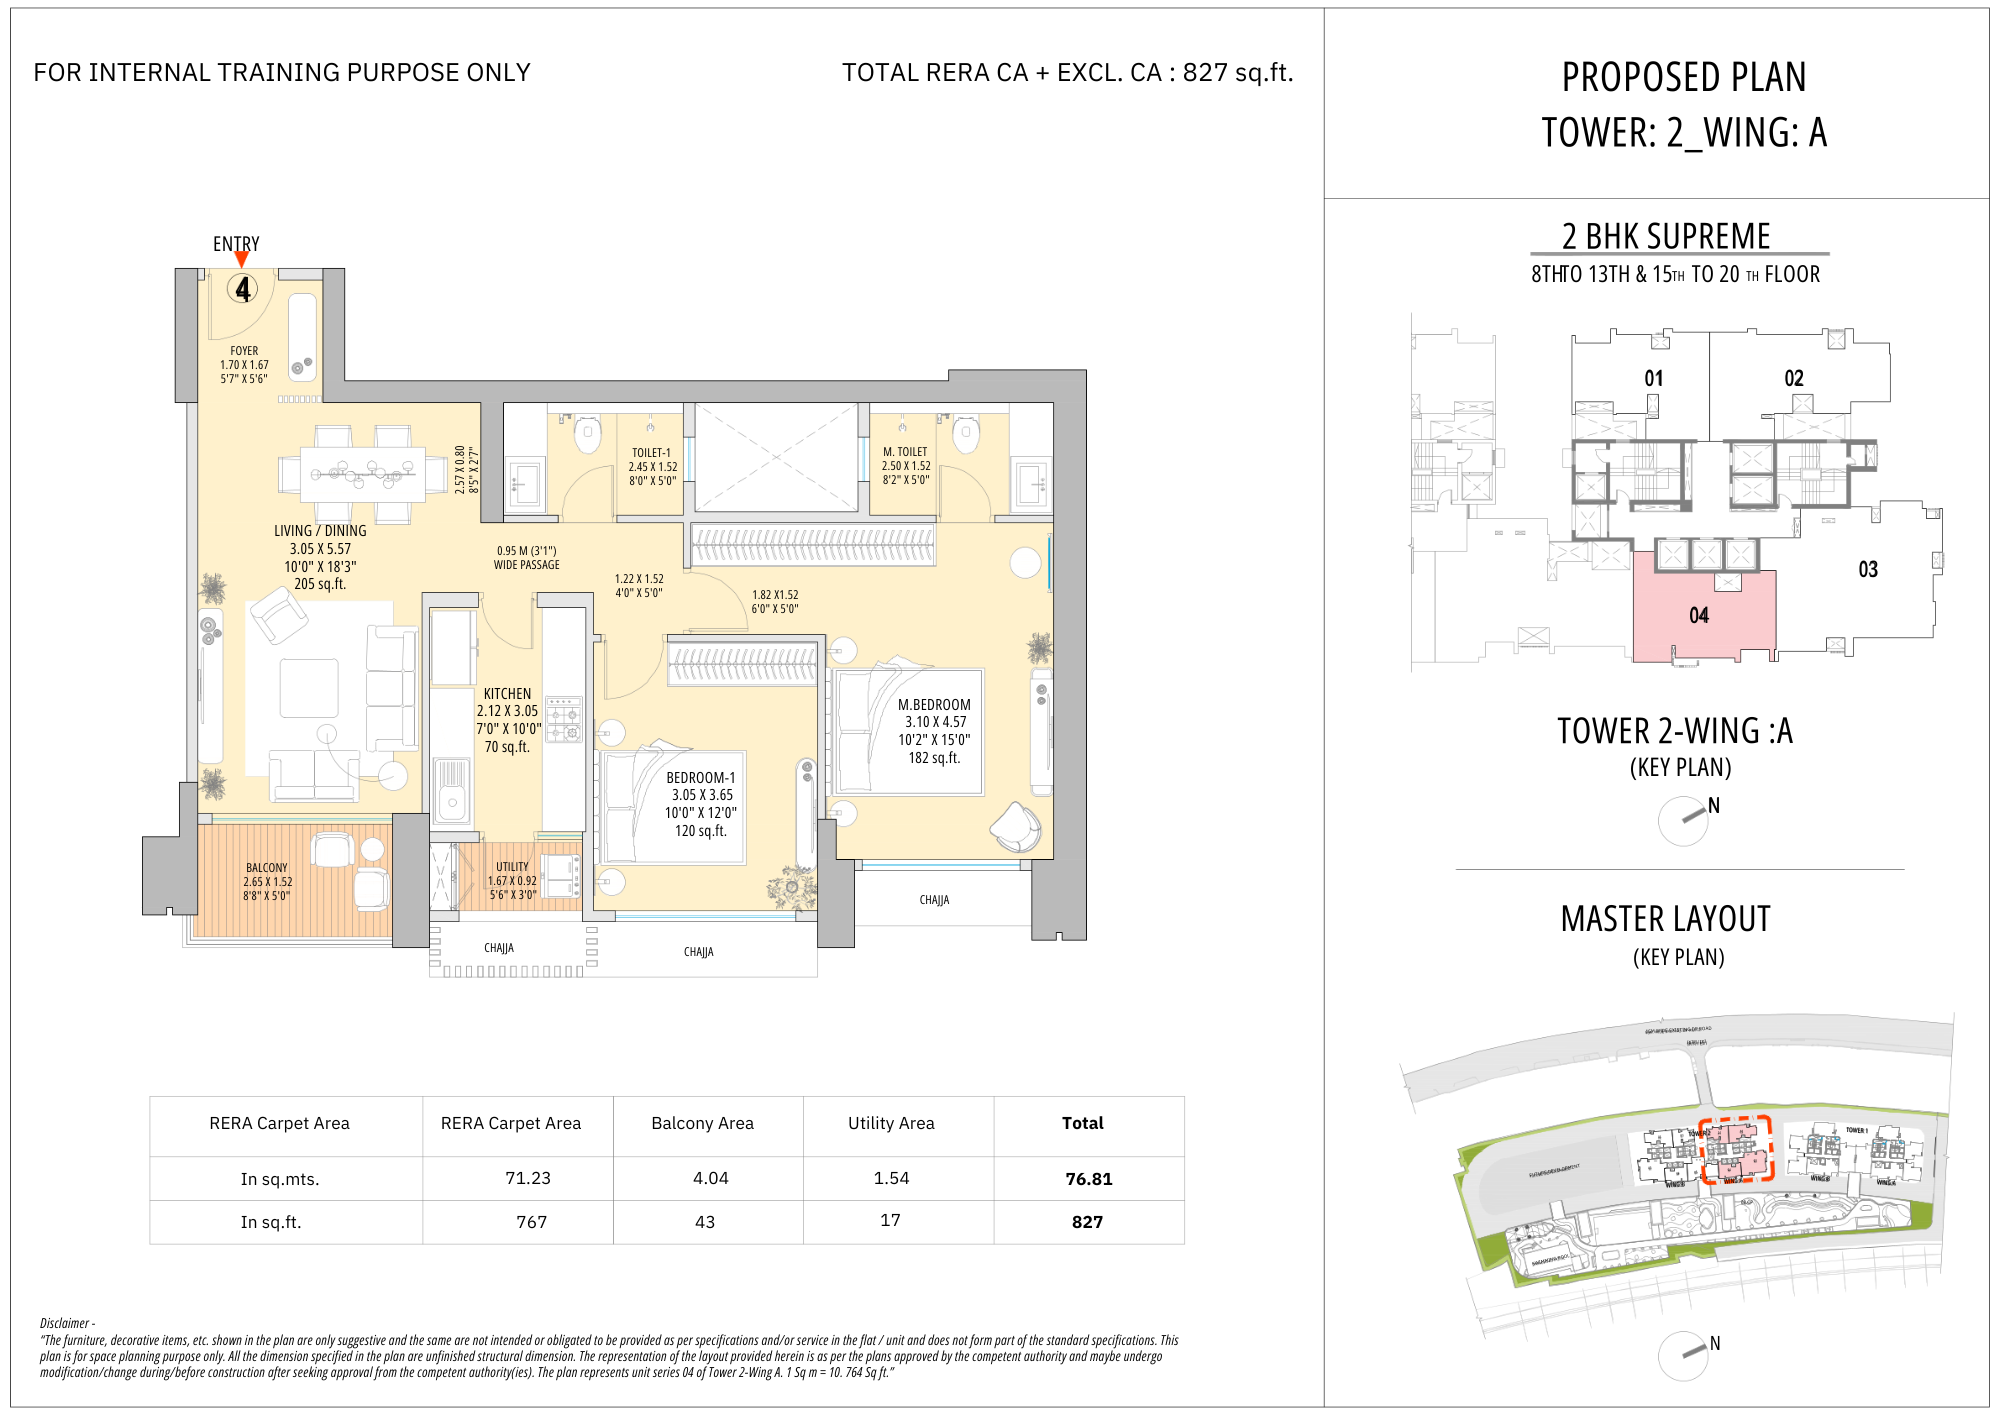 FOR INTERNAL TRAINING PURPOSE ONLY
TOTAL RERA CA + EXCL. CA : 827 sq.ft.
ENTRY
4
FOYER
1.70 X 1.67
5'7" X 5'6"
2.57 X 0.80
8'5" X 2'7"
LIVING / DINING
3.05 X 5.57
10'0" X 18'3"
205 sq.ft.
TOILET-1
2.45 X 1.52
8'0" X 5'0"
M. TOILET
2.50 X 1.52
8'2" X 5'0"
0.95 M (3'1")
WIDE PASSAGE
1.22 X 1.52
4'0" X 5'0"
1.82 X1.52
6'0" X 5'0"
KITCHEN
2.12 X 3.05
7'0" X 10'0"
70 sq.ft.
BEDROOM-1
3.05 X 3.65
10'0" X 12'0"
120 sq.ft.
M.BEDROOM
3.10 X 4.57
10'2" X 15'0"
182 sq.ft.
BALCONY
2.65 X 1.52
8'8" X 5'0"
UTILITY
1.67 X 0.92
5'6" X 3'0"
CHAJJA
CHAJJA
CHAJJA
RERA Carpet Area RERA Carpet Area Balcony Area Utility Area Total
In sq.mts. 71.23 4.04 1.54 76.81
In sq.ft. 767 43 17 827
Disclaimer -
"The furniture, decorative items, etc. shown in the plan are only suggestive and the same are not intended or obligated to be provided as per specifications and/or service in the flat / unit and does not form part of the standard specifications. This
plan is for space planning purpose only. All the dimension specified in the plan are unfinished structural dimension. The representation of the layout provided herein is as per the plans approved by the competent authority and maybe undergo
modification/change during/before construction after seeking approval from the competent authority(ies). The plan represents unit series 04 of Tower 2-Wing A. 1 Sq m = 10. 764 Sq ft."
PROPOSED PLAN
TOWER: 2_WING: A
2 BHK SUPREME
8THTO 13TH & 15TH TO 20 TH FLOOR
01
02
03
04
TOWER 2-WING :A
(KEY PLAN)
N
MASTER LAYOUT
(KEY PLAN)
TOWER 2
TOWER 1
FUTURE DEVELOPMENT
WING B
WING A
WING B
WING A
N